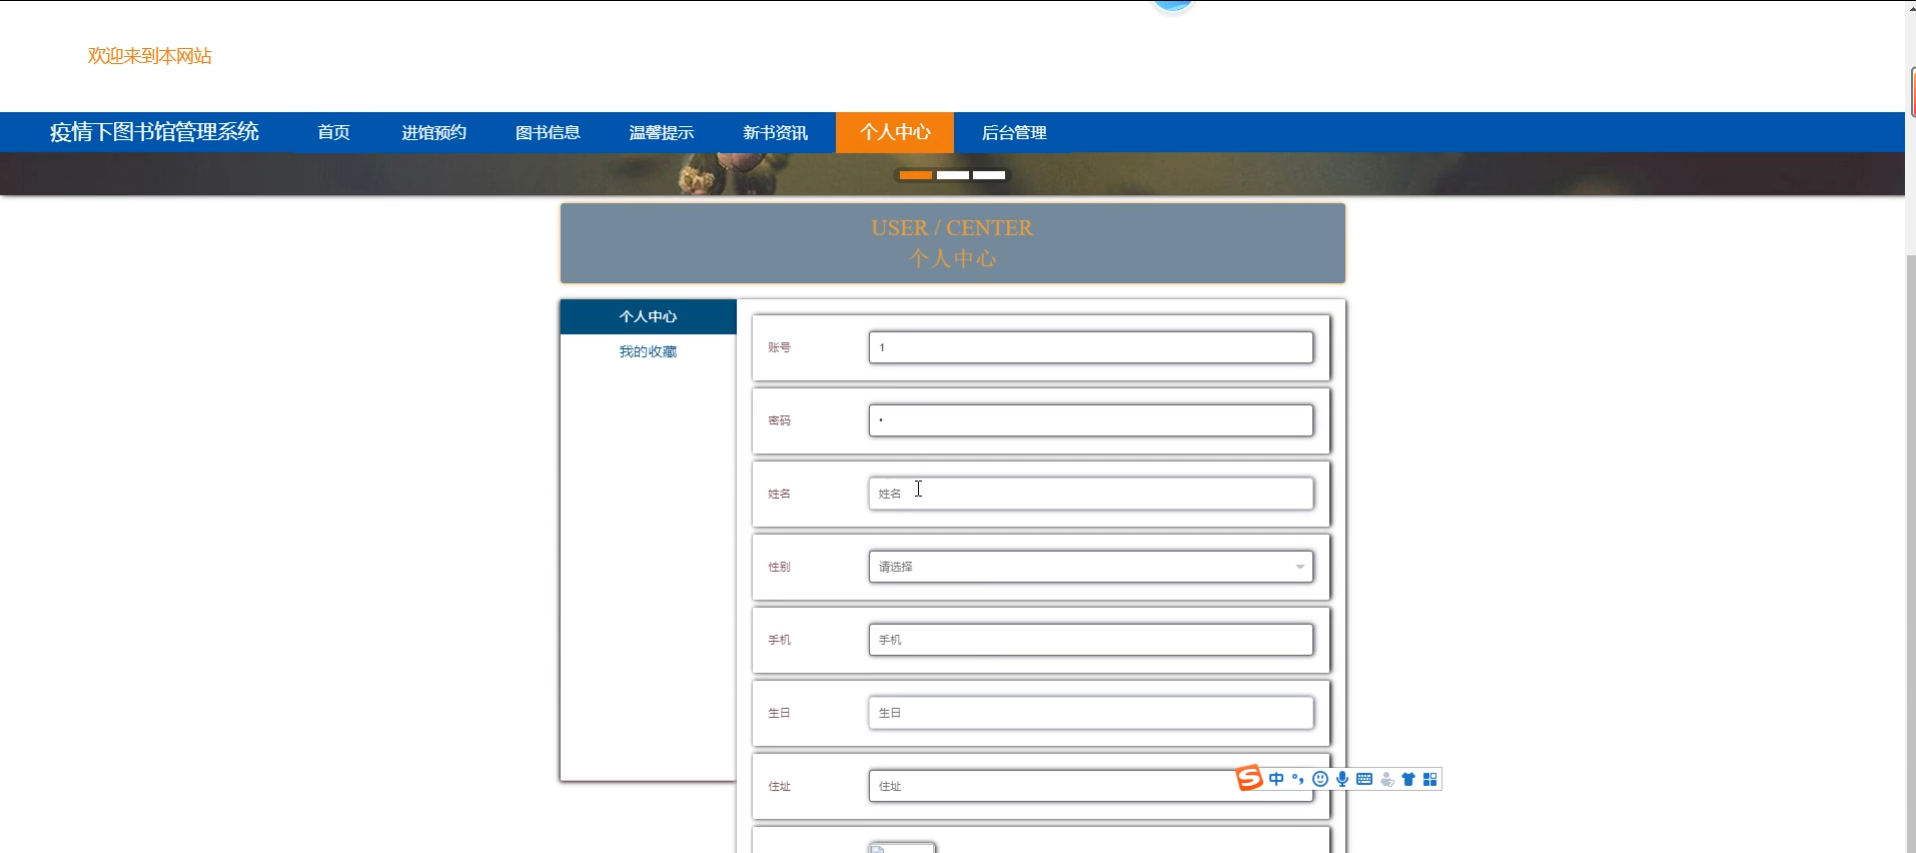 欢迎来到本网站
疫情下图书馆管理系统 首页 进馆预约 图书信息 温馨提示 新书资讯 个人中心 后台管理
USER / CENTER
个人中心
个人中心
我的收藏
账号 1
密码 •
姓名 姓名
性别 请选择
手机 手机
生日 生日
住址 住址
中